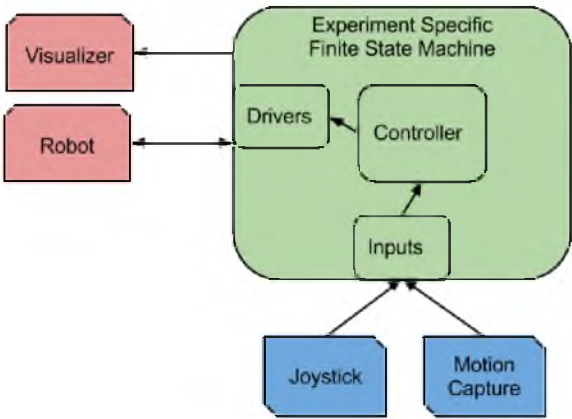 Experiment Specific
Finite State Machine
Visualizer
Drivers
Controller
Robot
Inputs
Joystick
Motion
Capture